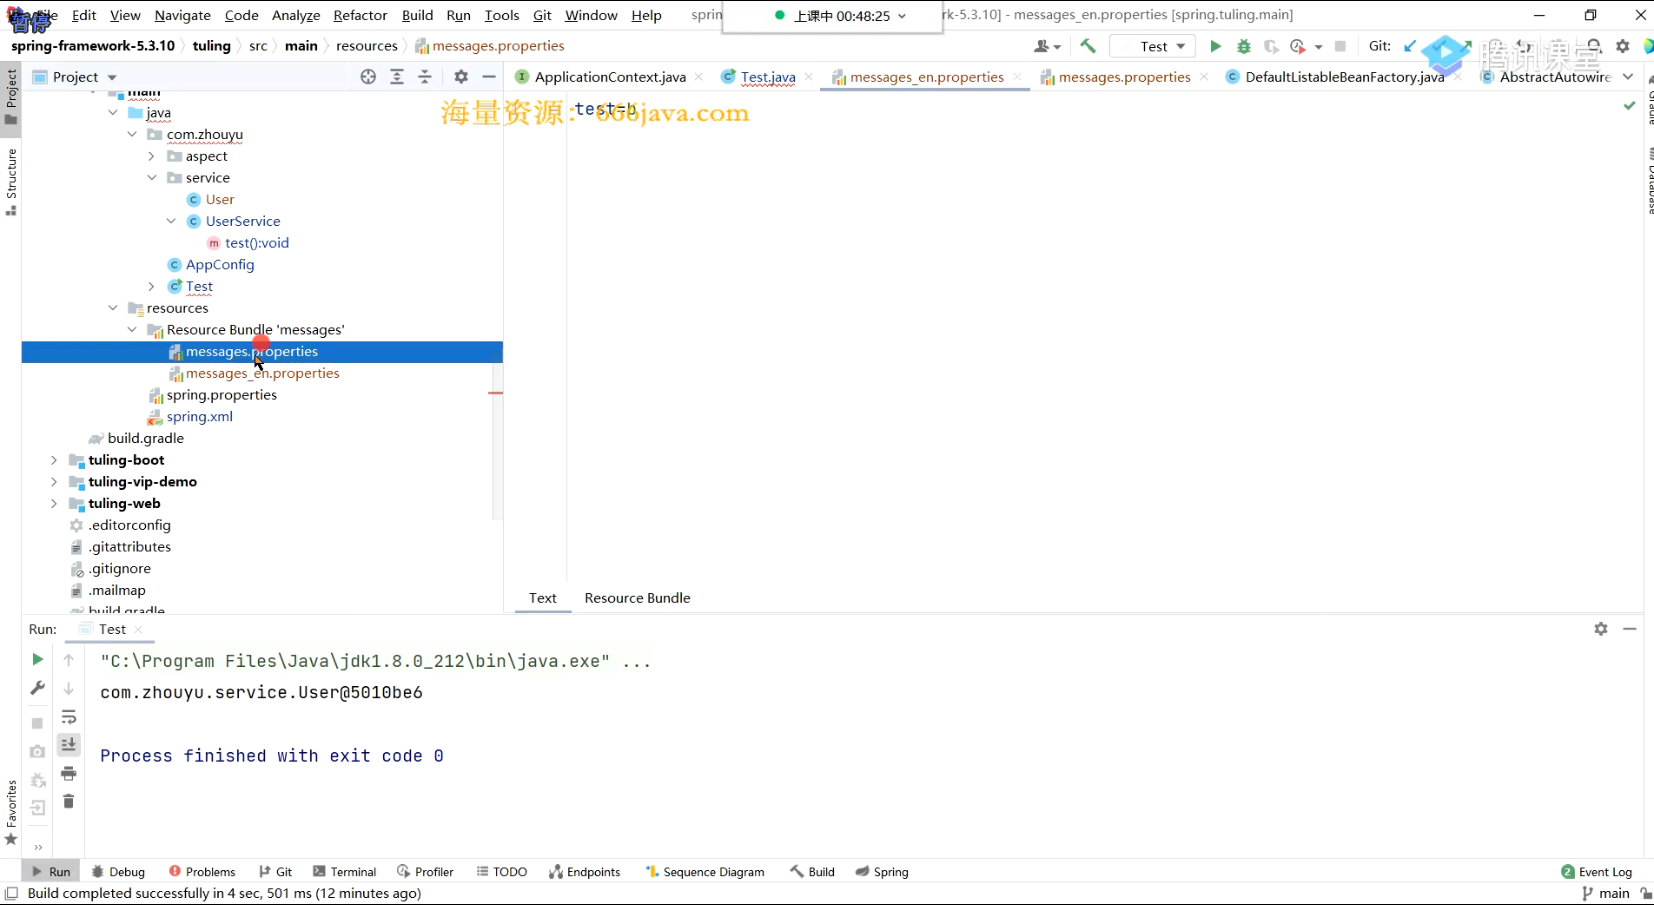 File Edit View Navigate Code Analyze Refactor Build Run Tools Git Window Help
暂停
上课中 00:48:25
k-5.3.10] - messages_en.properties [spring.tuling.main]
spring-framework-5.3.10 tuling src main resources messages.properties
Test
Git:
腾讯课堂
Project
ApplicationContext.java
Test.java
messages_en.properties
messages.properties
DefaultListableBeanFactory.java
AbstractAutowire
Project
Structure
Favorites
main
java
com.zhouyu
aspect
service
User
UserService
test():void
AppConfig
Test
resources
Resource Bundle 'messages'
messages.properties
messages_en.properties
spring.properties
spring.xml
build.gradle
tuling-boot
tuling-vip-demo
tuling-web
.editorconfig
.gitattributes
.gitignore
.mailmap
build.gradle
test=b
海量资源：666java.com
Text Resource Bundle
Gradle
Database
Run: Test
"C:\Program Files\Java\jdk1.8.0_212\bin\java.exe" ...
com.zhouyu.service.User@5010be6
Process finished with exit code 0
Run Debug Problems Git Terminal Profiler TODO Endpoints Sequence Diagram Build Spring
2 Event Log
Build completed successfully in 4 sec, 501 ms (12 minutes ago)
main